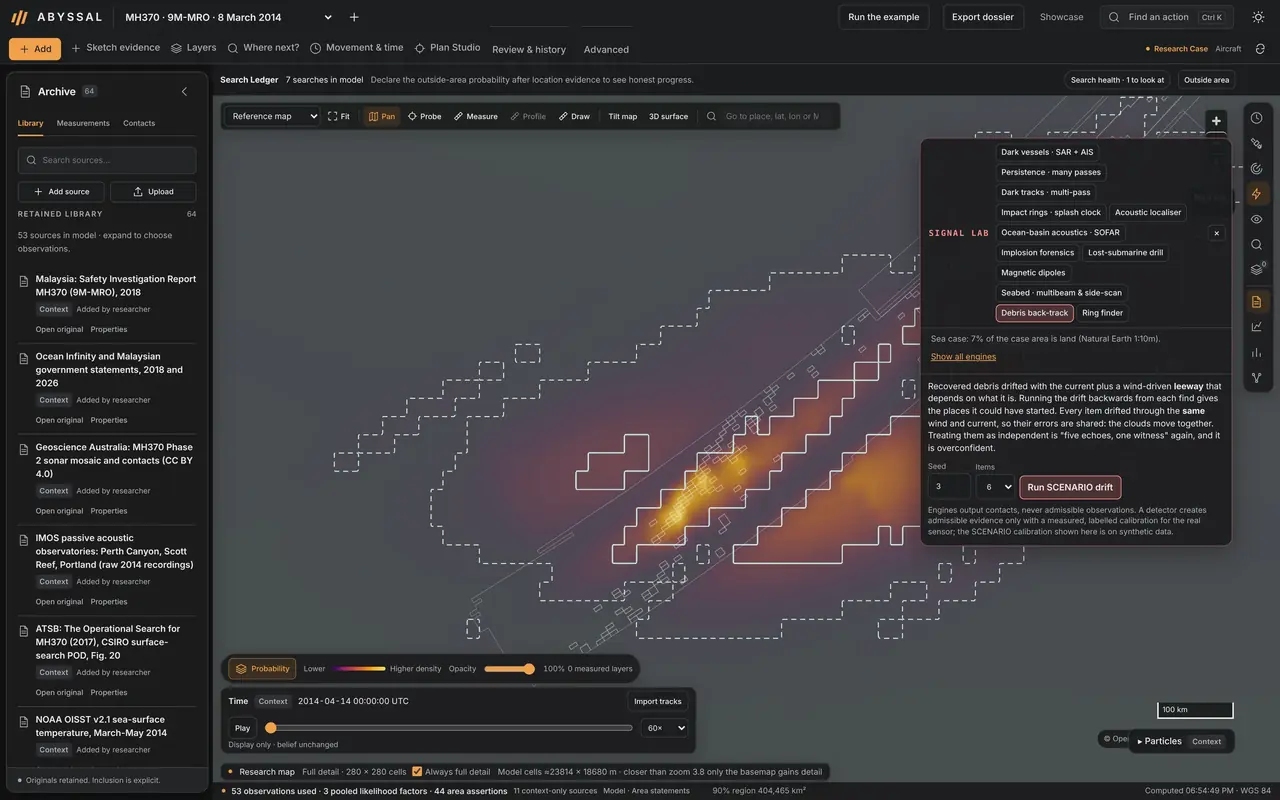 ABYSSAL
MH370 · 9M-MRO · 8 March 2014
Run the example
Export dossier
Showcase
Find an action
Ctrl K
Add
Sketch evidence
Layers
Where next?
Movement & time
Plan Studio
Review & history
Advanced
Research Case
Aircraft
Archive
64
Library
Measurements
Contacts
Search sources...
Add source
Upload
RETAINED LIBRARY
64
53 sources in model · expand to choose
observations.
Malaysia: Safety Investigation Report
MH370 (9M-MRO), 2018
Context
Added by researcher
Open original
Properties
Ocean Infinity and Malaysian
government statements, 2018 and
2026
Context
Added by researcher
Open original
Properties
Geoscience Australia: MH370 Phase
2 sonar mosaic and contacts (CC BY
4.0)
Context
Added by researcher
Open original
Properties
IMOS passive acoustic
observatories: Perth Canyon, Scott
Reef, Portland (raw 2014 recordings)
Context
Added by researcher
Open original
Properties
ATSB: The Operational Search for
MH370 (2017), CSIRO surface-
search POD, Fig. 20
Context
Added by researcher
Open original
Properties
NOAA OISST v2.1 sea-surface
temperature, March-May 2014
Context
Added by researcher
Originals retained. Inclusion is explicit.
Search Ledger
7 searches in model
Declare the outside-area probability after location evidence to see honest progress.
Search health · 1 to look at
Outside area
Reference map
Fit
Pan
Probe
Measure
Profile
Draw
Tilt map
3D surface
Go to place, lat, lon or M
SIGNAL LAB
Dark vessels · SAR + AIS
Persistence · many passes
Dark tracks · multi-pass
Impact rings · splash clock
Acoustic localiser
Ocean-basin acoustics · SOFAR
Implosion forensics
Lost-submarine drill
Magnetic dipoles
Seabed · multibeam & side-scan
Debris back-track
Ring finder
Sea case: 7% of the case area is land (Natural Earth 1:10m).
Show all engines
Recovered debris drifted with the current plus a wind-driven leeway that
depends on what it is. Running the drift backwards from each find gives
the places it could have started. Every item drifted through the same
wind and current, so their errors are shared: the clouds move together.
Treating them as independent is "five echoes, one witness" again, and it
is overconfident.
Seed
Items
3
6
Run SCENARIO drift
Engines output contacts, never admissible observations. A detector creates
admissible evidence only with a measured, labelled calibration for the real
sensor; the SCENARIO calibration shown here is on synthetic data.
0
Probability
Lower
Higher density
Opacity
100%
0 measured layers
Time
Context
2014-04-14 00:00:00 UTC
Import tracks
Play
60×
Display only · belief unchanged
100 km
© Ope
Particles
Context
Research map
Full detail · 280 × 280 cells
Always full detail
Model cells ≈23814 × 18680 m · closer than zoom 3.8 only the basemap gains detail
53 observations used · 3 pooled likelihood factors · 44 area assertions
11 context-only sources
Model · Area statements
90% region 404,465 km²
Computed 06:54:49 PM · WGS 84